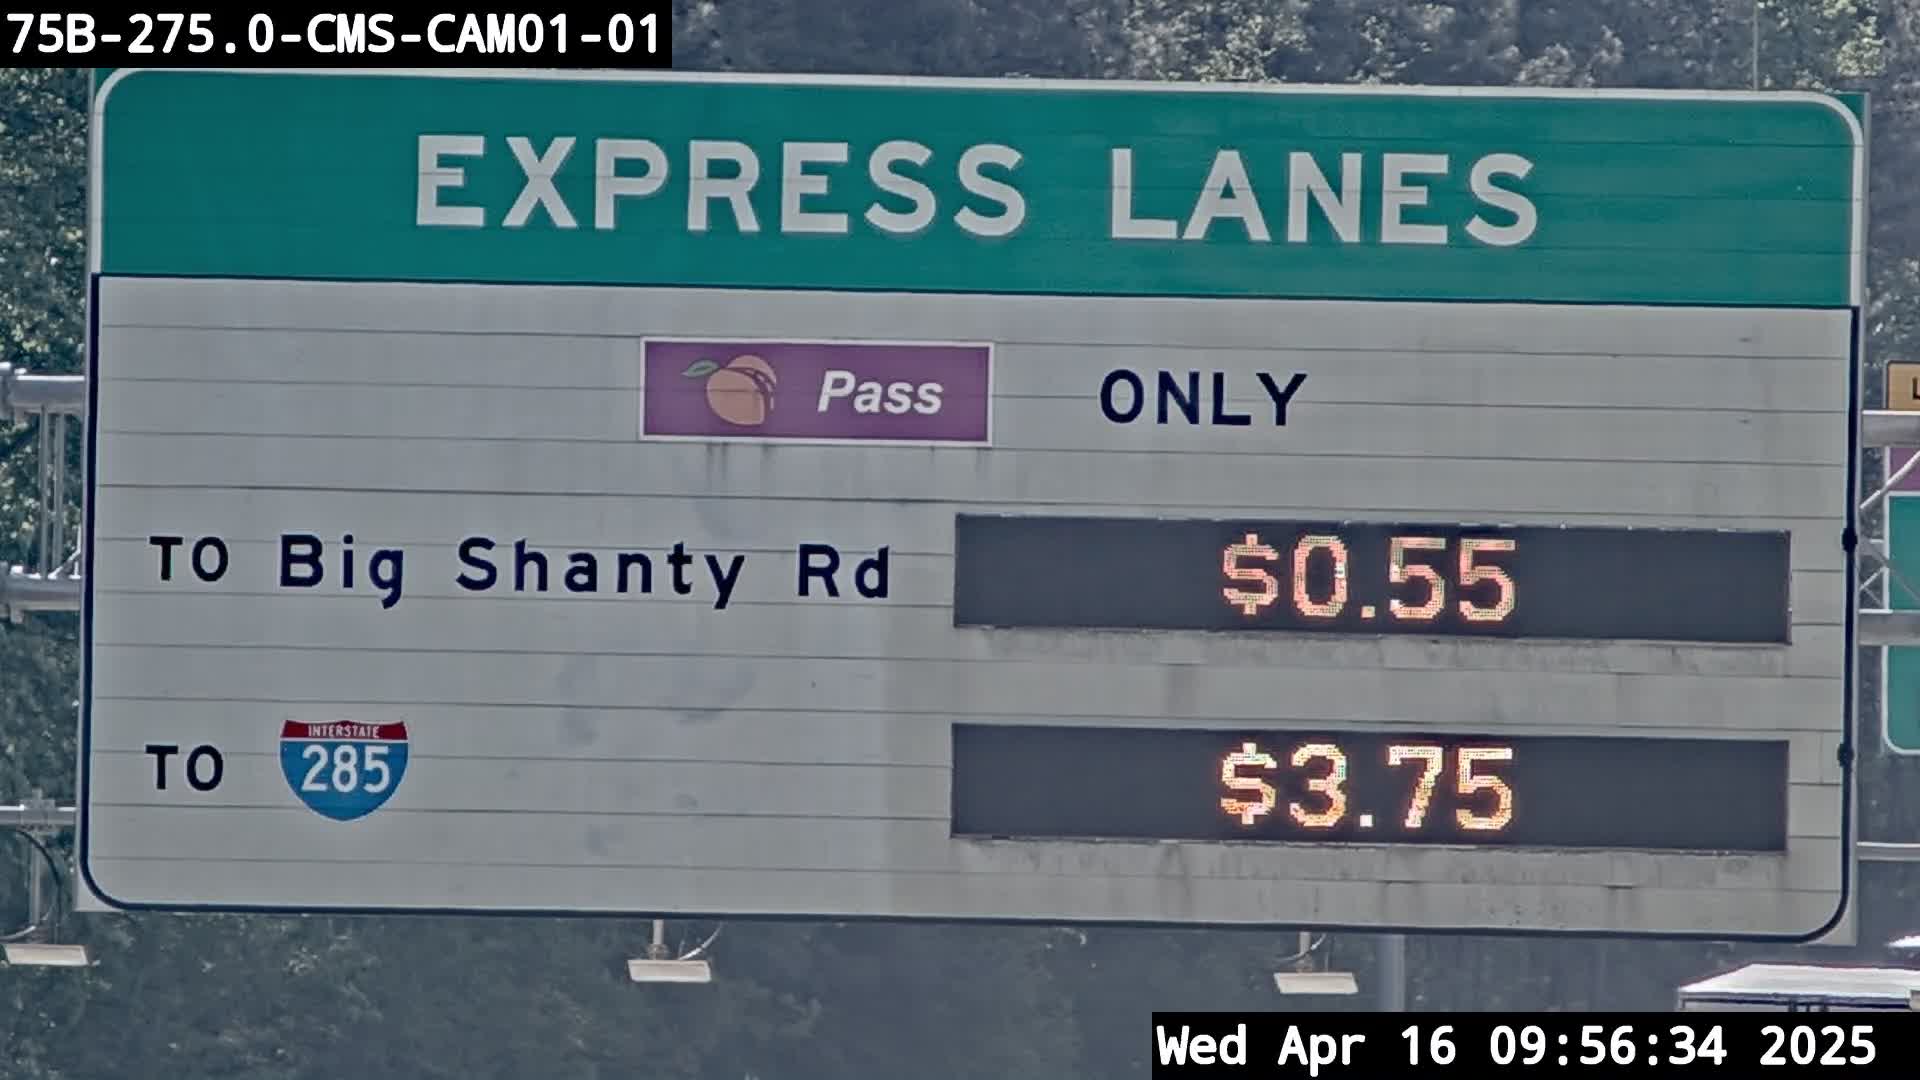 75B-275.0-CMS-CAM01-01
EXPRESS LANES
Pass ONLY
TO Big Shanty Rd $0.55
TO INTERSTATE 285 $3.75
Wed Apr 16 09:56:34 2025